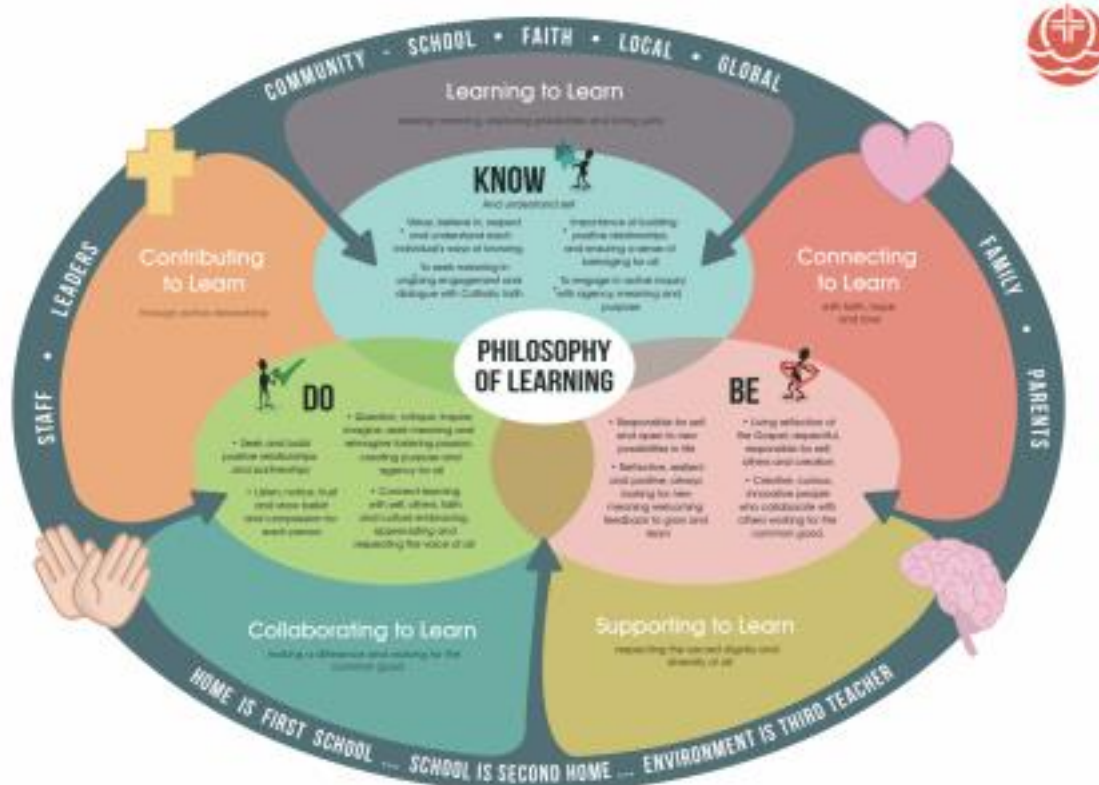 COMMUNITY - SCHOOL • FAITH • LOCAL • GLOBAL
Learning to Learn
KNOW
And understand self
Value, believe in, respect
and understand each
individual's ways of knowing
To seek meaning in
ongoing engagement and
dialogue with Catholic faith
Importance of building
positive relationships
and ensuring a sense of
belonging for all
To engage in active inquiry
with agency, meaning and
purpose
Contributing
to Learn
Connecting
to Learn
with faith, hope
and love
STAFF • LEADERS
FAMILY • PARENTS
PHILOSOPHY
OF LEARNING
DO
• Seek and build
positive relationships
and partnerships
• Listen, notice, trust
and show belief
and compassion for
each person
• Question, critique, inquire,
imagine, seek meaning and
reimagine fostering passion,
creating purpose and
agency for all
• Connect learning
with self, others, faith
and culture embracing,
appreciating and
respecting the voice of all
BE
• Responsible for self
and open to new
possibilities in life
• Reflective, resilient
and positive, always
looking for new
meaning welcoming
feedback to grow and
learn
• Living reflection of
the Gospel, respectful,
responsible for self,
others and creation
• Creative, curious,
innovative people
who collaborate with
others working for the
common good.
Collaborating to Learn
making a difference and working for the
common good
Supporting to Learn
respecting the sacred dignity and
diversity of all
HOME IS FIRST SCHOOL ... SCHOOL IS SECOND HOME ... ENVIRONMENT IS THIRD TEACHER